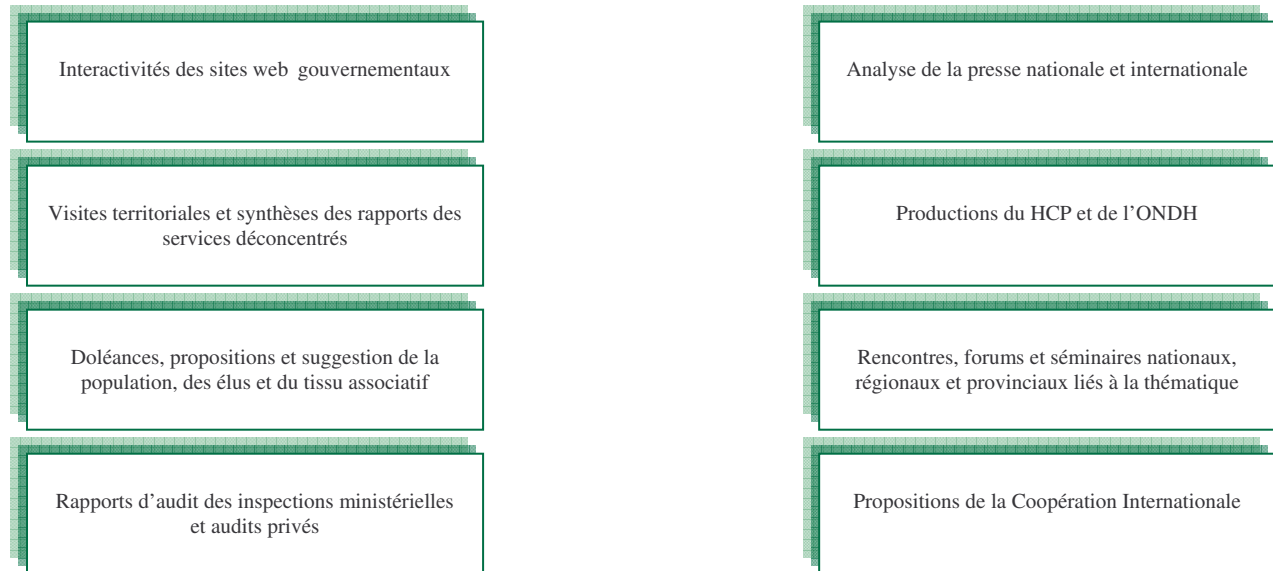 Interactivités des sites web gouvernementaux
Analyse de la presse nationale et internationale
Visites territoriales et synthèses des rapports des
services déconcentrés
Productions du HCP et de l’ONDH
Doléances, propositions et suggestion de la
population, des élus et du tissu associatif
Rencontres, forums et séminaires nationaux,
régionaux et provinciaux liés à la thématique
Rapports d’audit des inspections ministérielles
et audits privés
Propositions de la Coopération Internationale